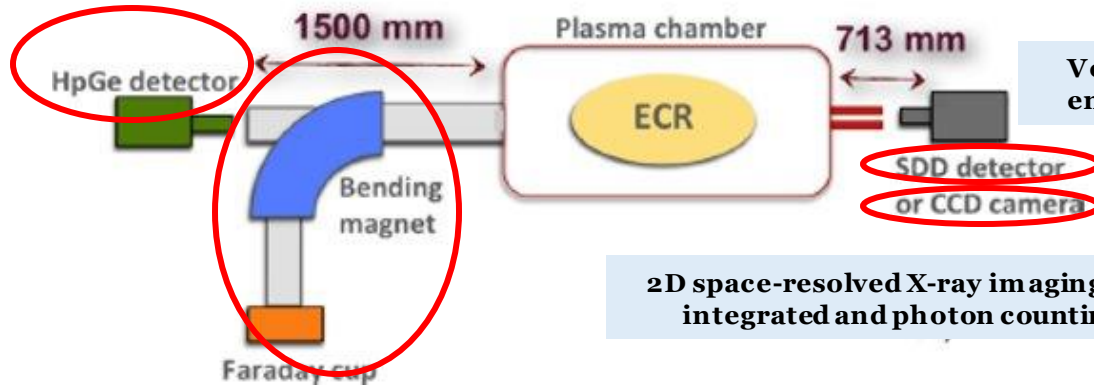 1500 mm
Plasma chamber
713 mm
HpGe detector
ECR
SDD detector
or CCD camera
Bending
magnet
2D space-resolved X-ray imaging
integrated and photon
Faraday cup